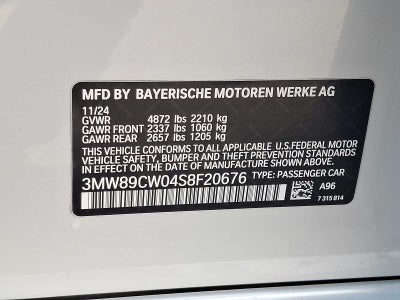 MFD BY BAYERISCHE MOTOREN WERKE AG
11/24
GVWR 4872 lbs 2210 kg
GAWR FRONT 2337 lbs 1060 kg
GAWR REAR 2657 lbs 1205 kg
THIS VEHICLE CONFORMS TO ALL APPLICABLE U.S.FEDERAL MOTOR
VEHICLE SAFETY, BUMPER, AND THEFT PREVENTION STANDARDS
IN EFFECT ON THE DATE OF MANUFACTURE SHOWN ABOVE.
3MW89CW04S8F20676 TYPE: PASSENGER CAR
A96
7 315 814